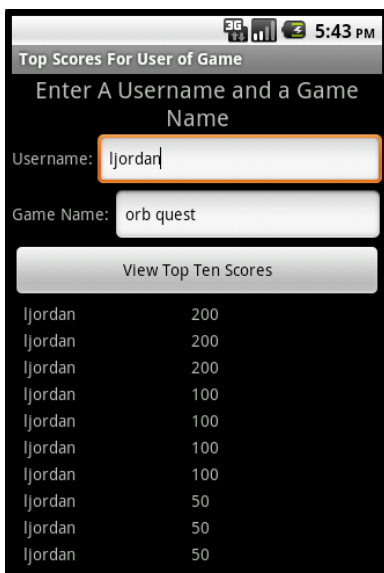 3G 5:43 PM
Top Scores For User of Game
Enter A Username and a Game
Name
Username: ljordan
Game Name: orb quest
View Top Ten Scores
ljordan 200
ljordan 200
ljordan 200
ljordan 100
ljordan 100
ljordan 100
ljordan 100
ljordan 50
ljordan 50
ljordan 50